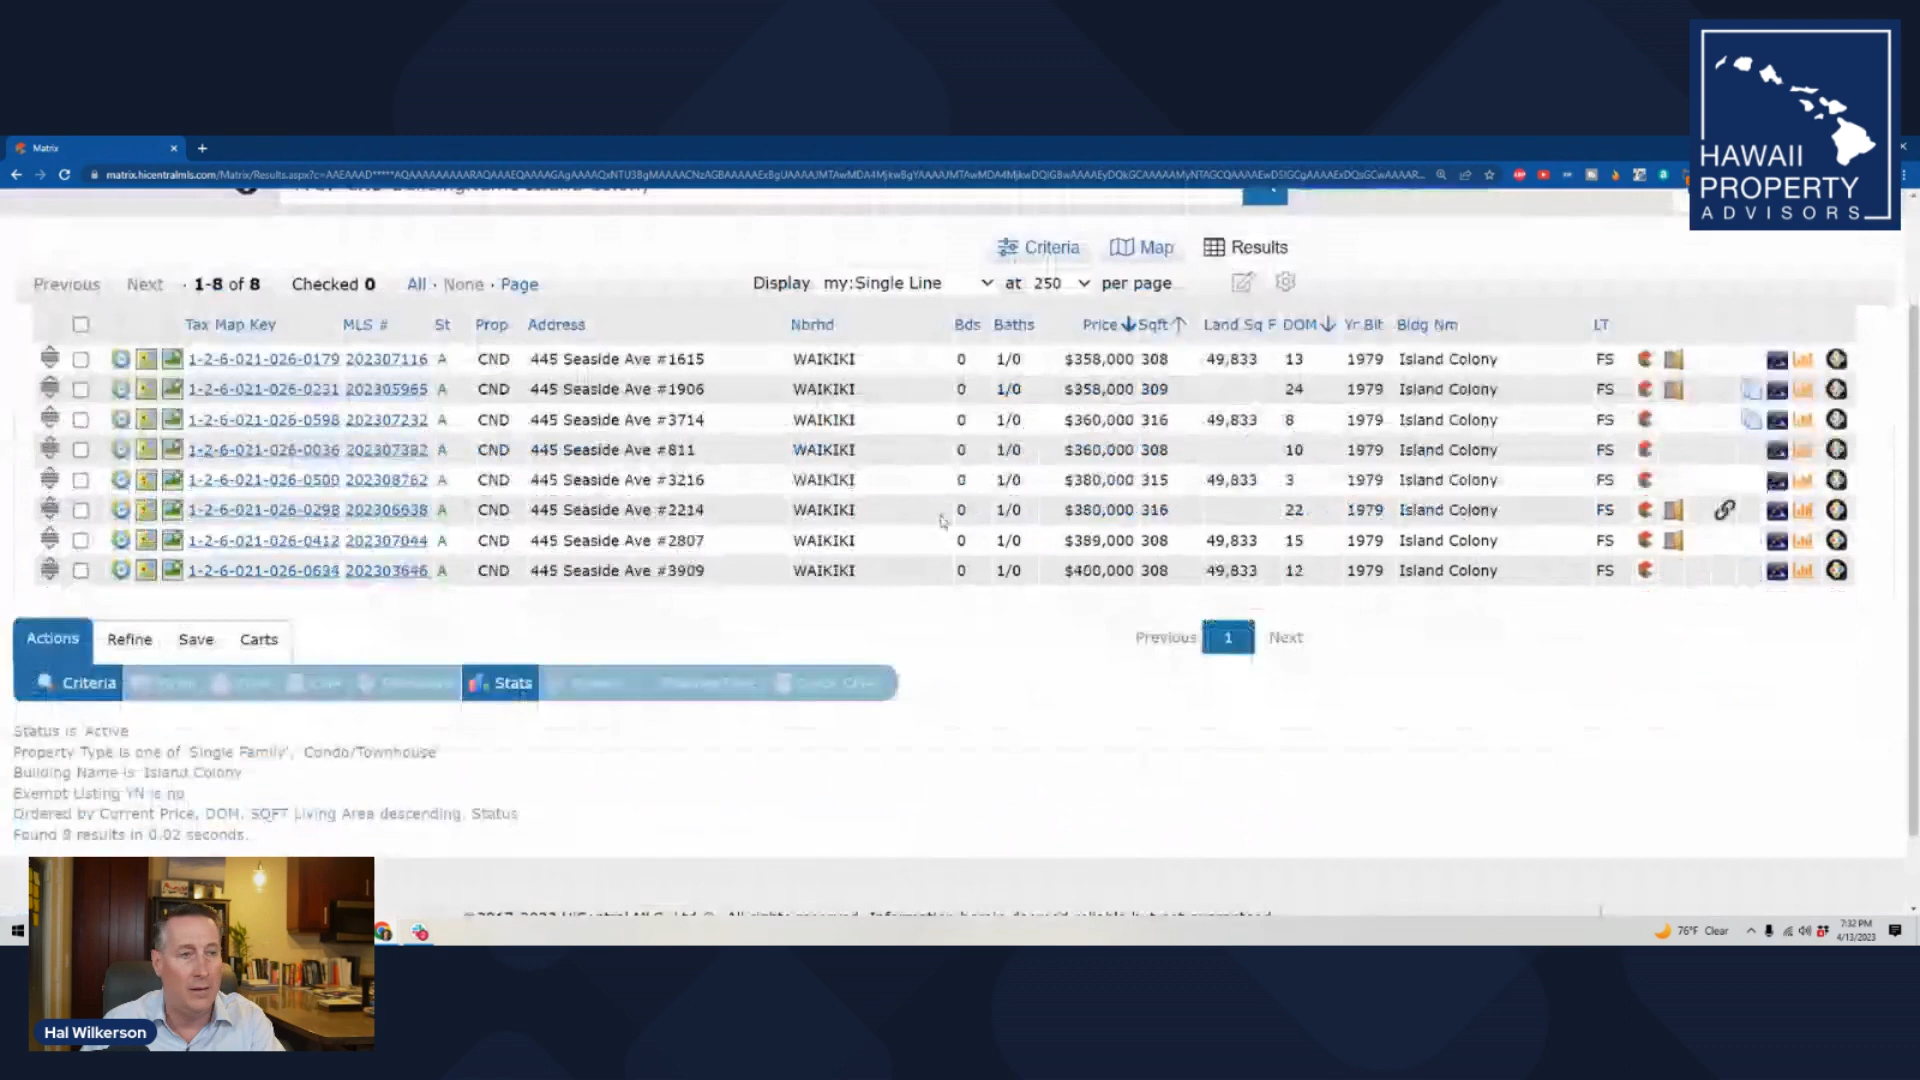 HAWAII
PROPERTY
ADVISORS
Matrix
Criteria Map Results
Previous Next · 1-8 of 8 Checked 0 All · None · Page Display my:Single Line at 250 per page
Tax Map Key MLS # St Prop Address Nbrhd Bds Baths Price Sqft Land Sq F DOM Yr Blt Bldg Nm LT
1-2-6-021-026-0179 202307116 A CND 445 Seaside Ave #1615 WAIKIKI 0 1/0 $358,000 308 49,833 13 1979 Island Colony FS
1-2-6-021-026-0231 202305965 A CND 445 Seaside Ave #1906 WAIKIKI 0 1/0 $358,000 309 24 1979 Island Colony FS
1-2-6-021-026-0598 202307232 A CND 445 Seaside Ave #3714 WAIKIKI 0 1/0 $360,000 316 49,833 8 1979 Island Colony FS
1-2-6-021-026-0036 202307382 A CND 445 Seaside Ave #811 WAIKIKI 0 1/0 $360,000 308 10 1979 Island Colony FS
1-2-6-021-026-0500 202308762 A CND 445 Seaside Ave #3216 WAIKIKI 0 1/0 $380,000 315 49,833 3 1979 Island Colony FS
1-2-6-021-026-0298 202306638 A CND 445 Seaside Ave #2214 WAIKIKI 0 1/0 $380,000 316 22 1979 Island Colony FS
1-2-6-021-026-0412 202307044 A CND 445 Seaside Ave #2807 WAIKIKI 0 1/0 $389,000 308 49,833 15 1979 Island Colony FS
1-2-6-021-026-0634 202303646 A CND 445 Seaside Ave #3909 WAIKIKI 0 1/0 $400,000 308 49,833 12 1979 Island Colony FS
Actions Refine Save Carts Previous 1 Next
Criteria Stats
Status is 'Active'
Property Type is one of 'Single Family', 'Condo/Townhouse'
Building Name is 'Island Colony'
Exempt Listing YN is no
Ordered by Current Price, DOM, SQFT Living Area descending, Status
Found 8 results in 0.02 seconds.
76°F Clear
7:32 PM
4/13/2023
Hal Wilkerson